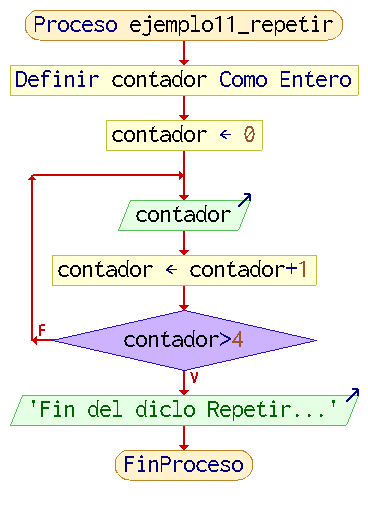 Proceso ejemplo11_repetir
Definir contador Como Entero
contador ← 0
contador
contador ← contador+1
F
contador>4
V
'Fin del diclo Repetir...'
FinProceso